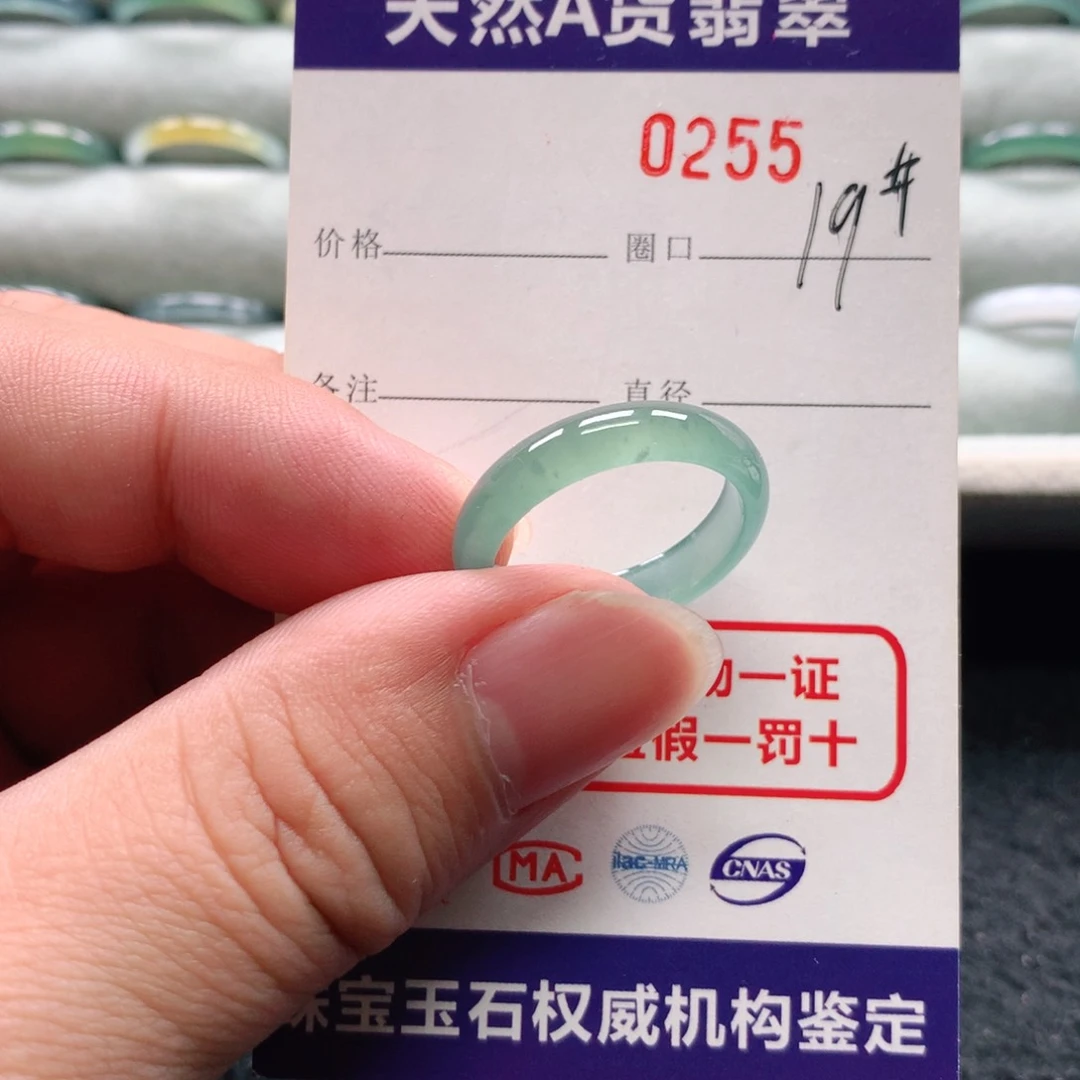 天然A货翡翠
0255
价格 圈口 19#
备注 直径
一证
假一罚十
MA ilac-MRA CNAS
珠宝玉石权威机构鉴定